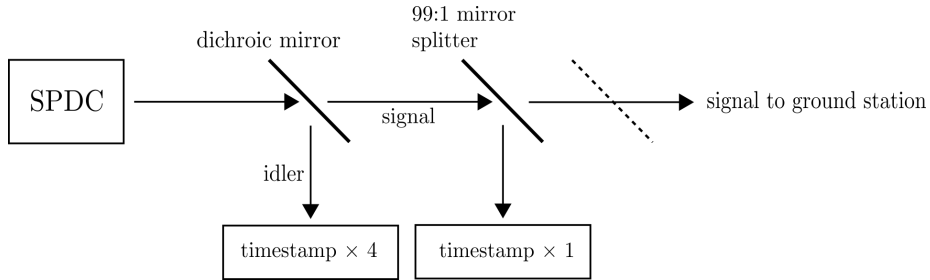 99:1 mirror
splitter
dichroic mirror
SPDC
signal
signal to ground station
idler
timestamp × 4
timestamp × 1